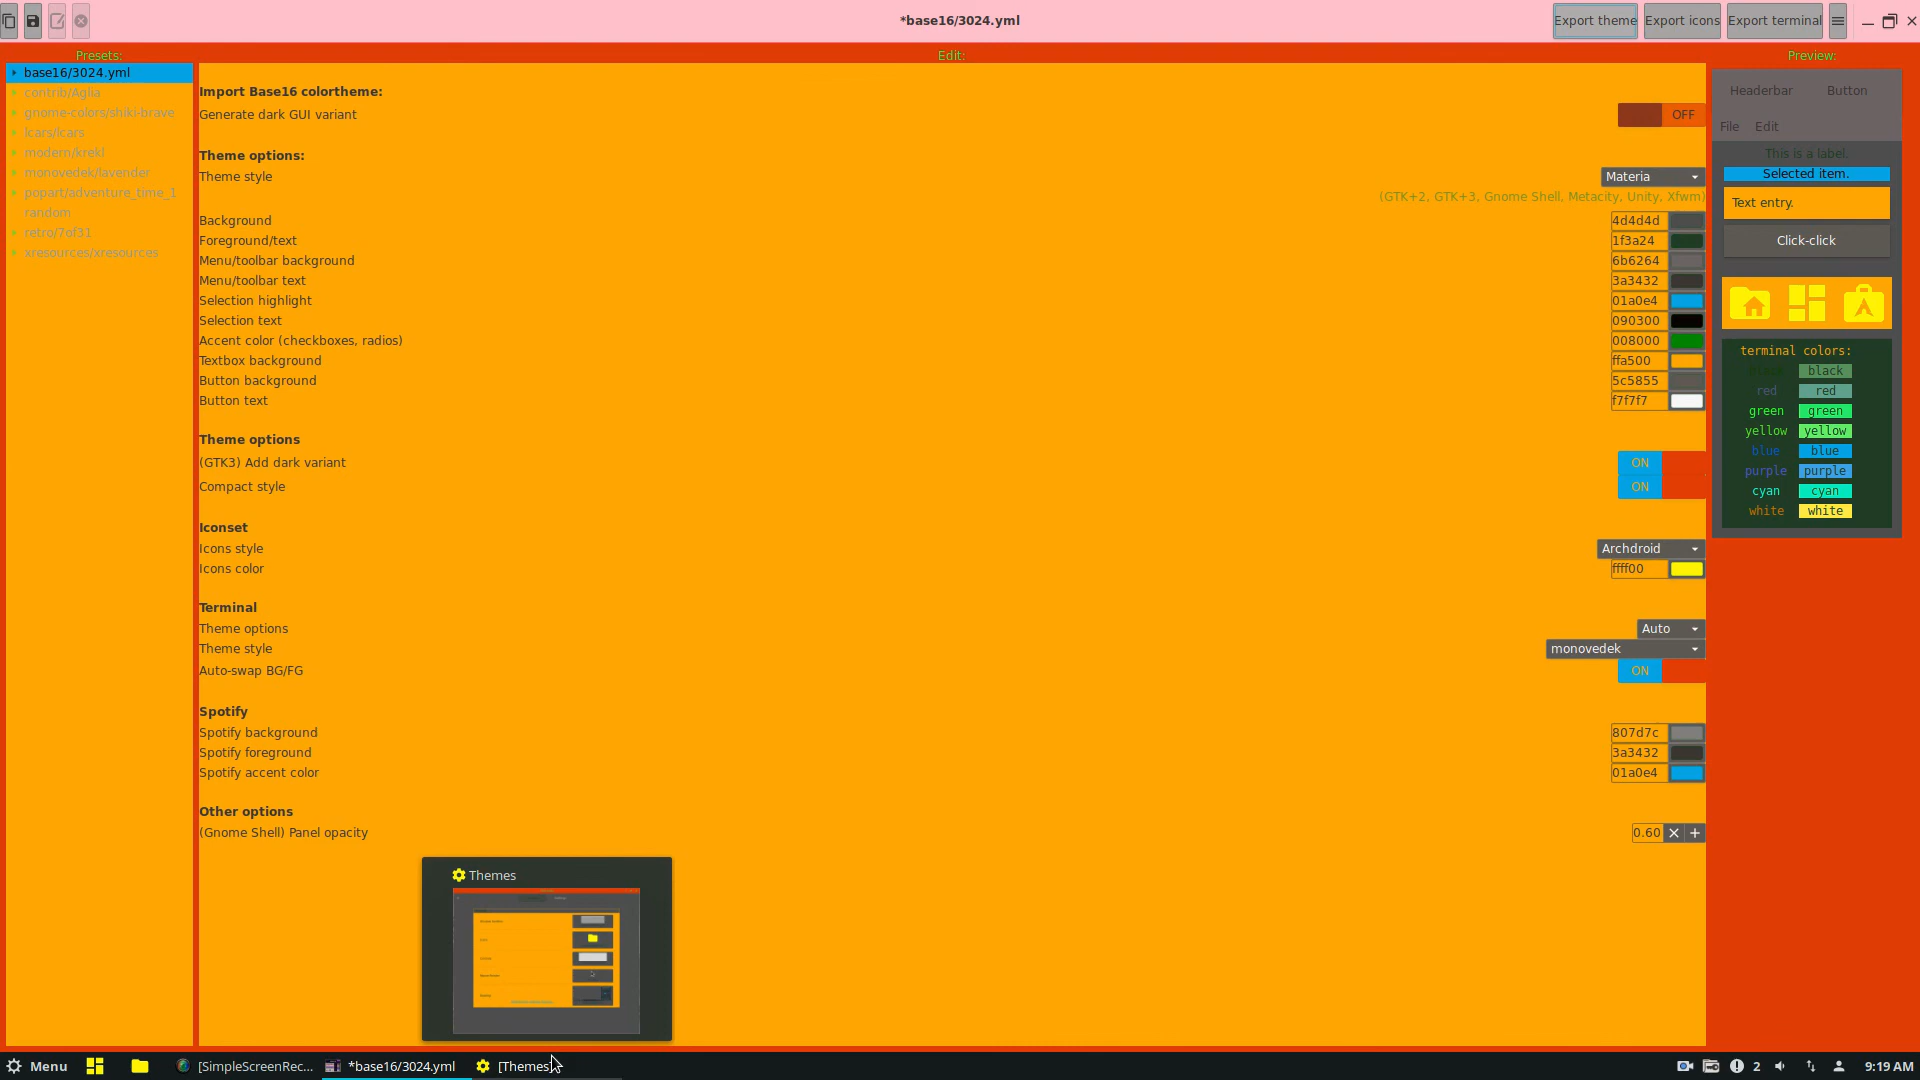 *base16/3024.yml
Export theme
Export icons
Export terminal
Presets:
Edit:
Preview:
base16/3024.yml
contrib/Aglia
gnome-colors/shiki-brave
lcars/lcars
modern/krekl
monovedek/lavender
popart/adventure_time_1
random
retro/7of31
xresources/xresources
Import Base16 colortheme:
Generate dark GUI variant
OFF
Theme options:
Theme style
Materia
(GTK+2, GTK+3, Gnome Shell, Metacity, Unity, Xfwm)
Background
4d4d4d
Foreground/text
1f3a24
Menu/toolbar background
6b6264
Menu/toolbar text
3a3432
Selection highlight
01a0e4
Selection text
090300
Accent color (checkboxes, radios)
008000
Textbox background
ffa500
Button background
5c5855
Button text
f7f7f7
Theme options
(GTK3) Add dark variant
ON
Compact style
ON
Iconset
Icons style
Archdroid
Icons color
ffff00
Terminal
Theme options
Auto
Theme style
monovedek
Auto-swap BG/FG
ON
Spotify
Spotify background
807d7c
Spotify foreground
3a3432
Spotify accent color
01a0e4
Other options
(Gnome Shell) Panel opacity
0.60
Headerbar
Button
File
Edit
This is a label.
Selected item.
Text entry.
Click-click
terminal colors:
black black
red red
green green
yellow yellow
blue blue
purple purple
cyan cyan
white white
Themes
Menu
[SimpleScreenRec...
*base16/3024.yml
[Themes]
2
9:19 AM